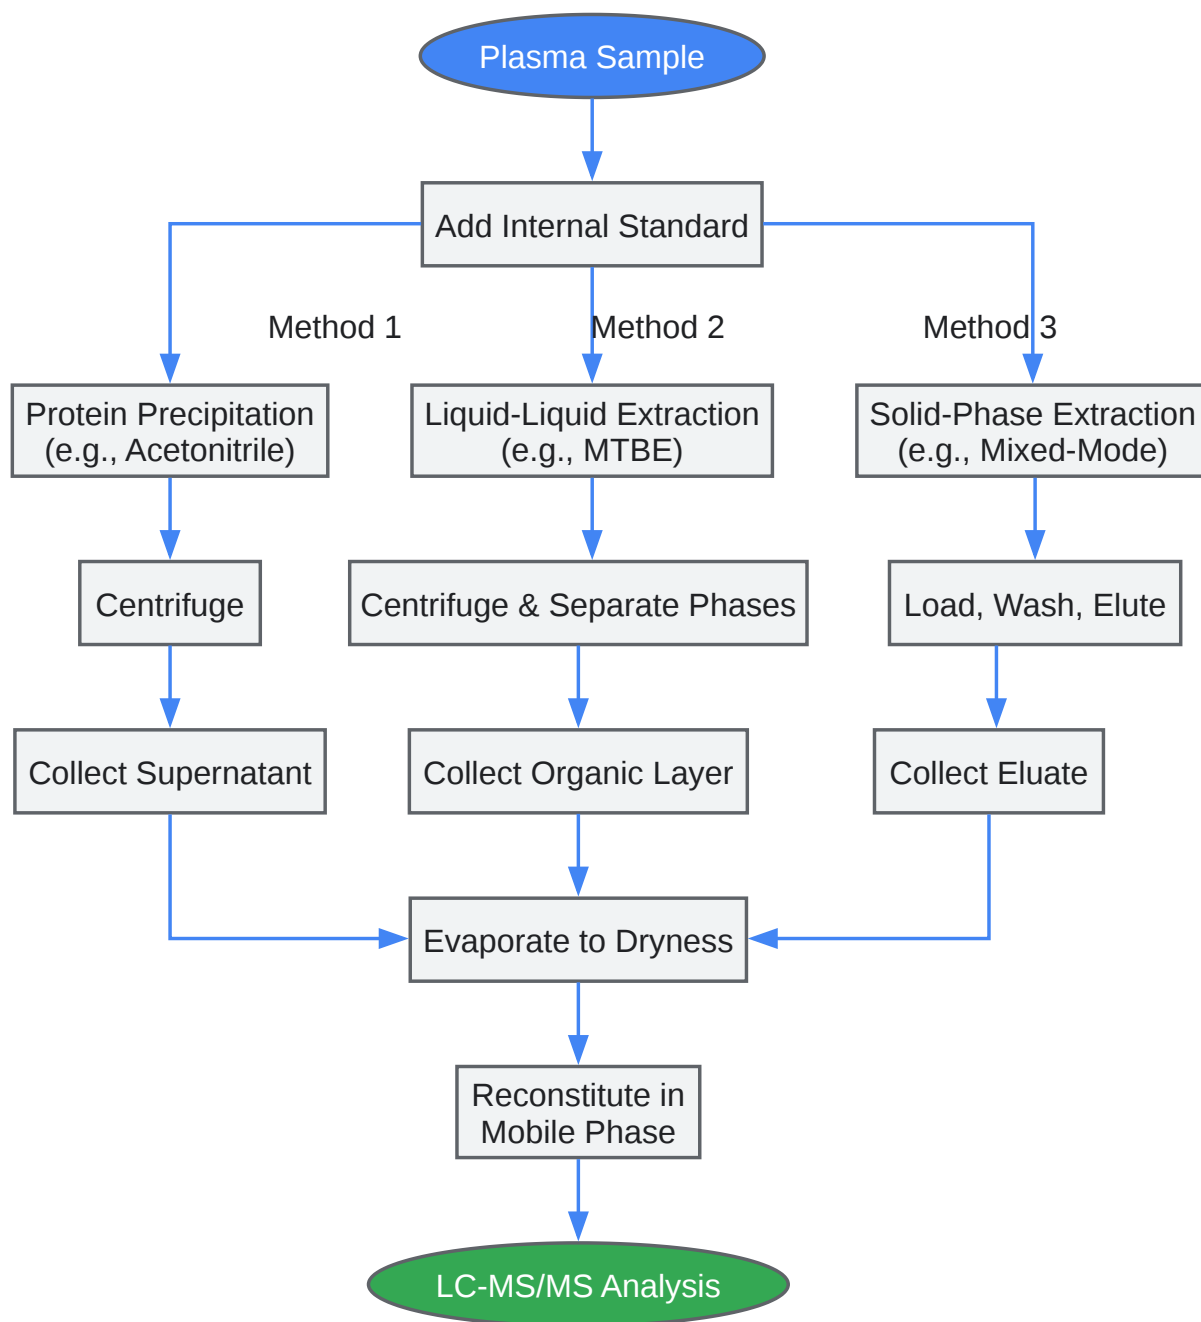 Plasma Sample
Add Internal Standard
Method 1
Method 2
Method 3
Protein Precipitation
(e.g., Acetonitrile)
Liquid-Liquid Extraction
(e.g., MTBE)
Solid-Phase Extraction
(e.g., Mixed-Mode)
Centrifuge
Centrifuge & Separate Phases
Load, Wash, Elute
Collect Supernatant
Collect Organic Layer
Collect Eluate
Evaporate to Dryness
Reconstitute in
Mobile Phase
LC-MS/MS Analysis